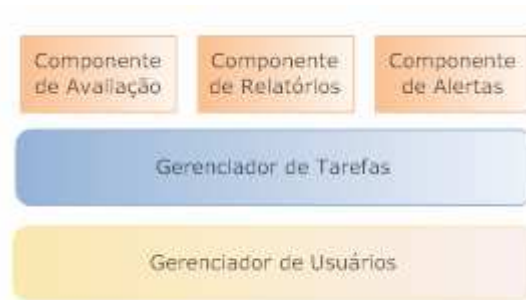 Componente
de Avaliação
Componente
de Relatórios
Componente
de Alertas
Gerenciador de Tarefas
Gerenciador de Usuários